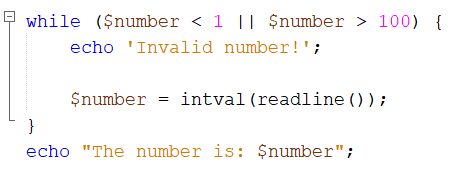 while ($number < 1 || $number > 100) {
    echo 'Invalid number!';
    $number = intval(readline());
}
echo "The number is: $number";